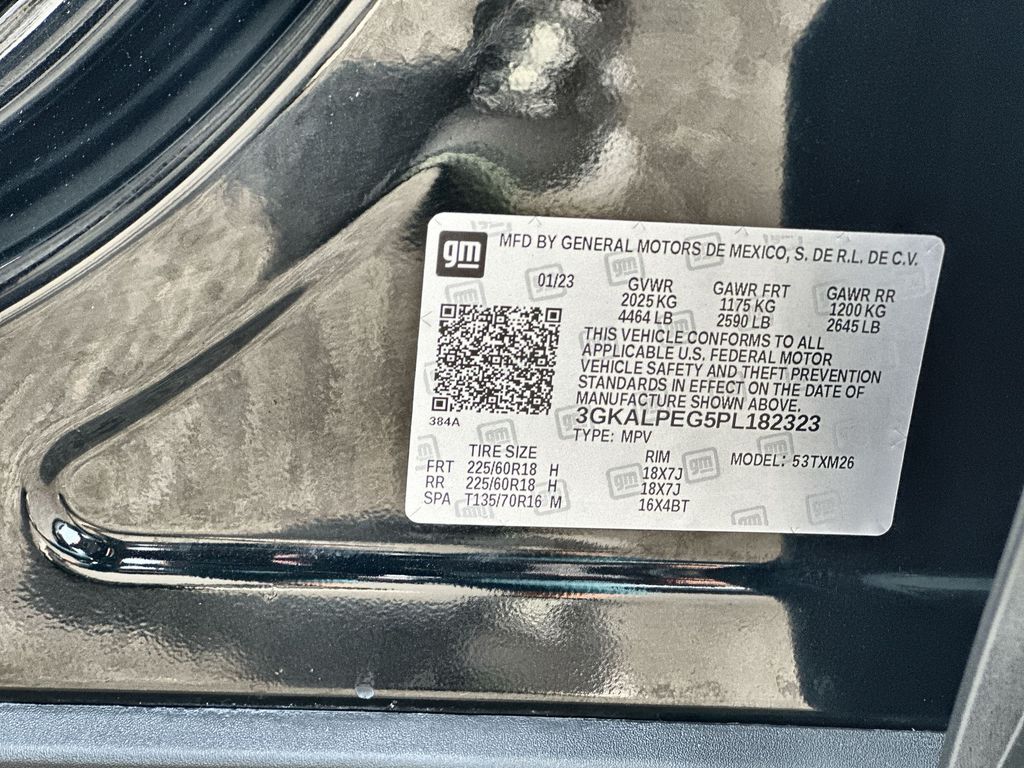 gm MFD BY GENERAL MOTORS DE MEXICO, S. DE R.L. DE C.V.
01/23 GVWR GAWR FRT GAWR RR
2025 KG 1175 KG 1200 KG
4464 LB 2590 LB 2645 LB
THIS VEHICLE CONFORMS TO ALL
APPLICABLE U.S. FEDERAL MOTOR
VEHICLE SAFETY AND THEFT PREVENTION
STANDARDS IN EFFECT ON THE DATE OF
MANUFACTURE SHOWN ABOVE.
384A
3GKALPEG5PL182323
TYPE: MPV
TIRE SIZE RIM MODEL: 53TXM26
FRT 225/60R18 H 18X7J
RR 225/60R18 H 18X7J
SPA T135/70R16 M 16X4BT